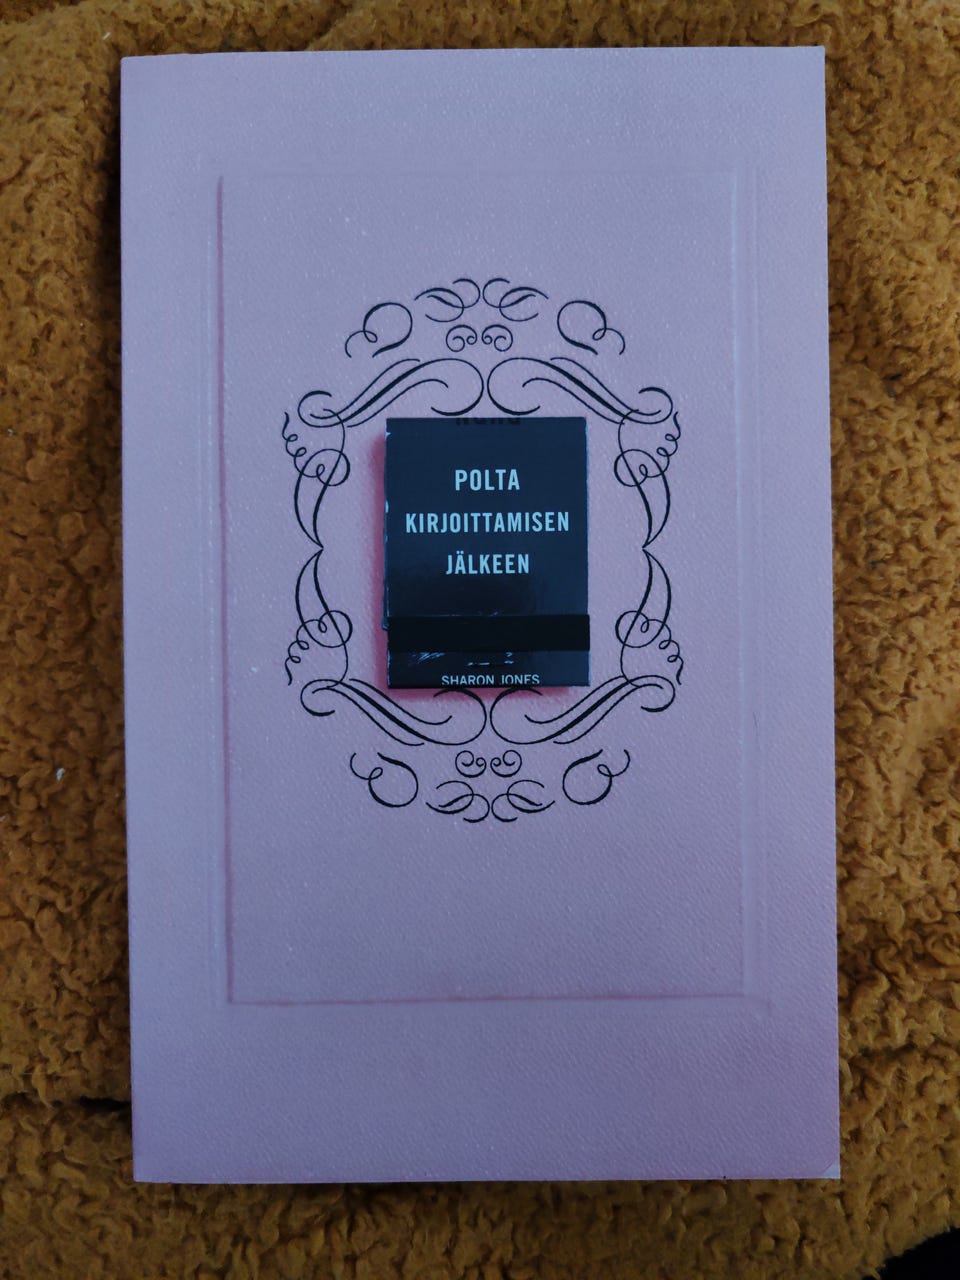 POLTA
KIRJOITTAMISEN
JÄLKEEN
SHARON JONES